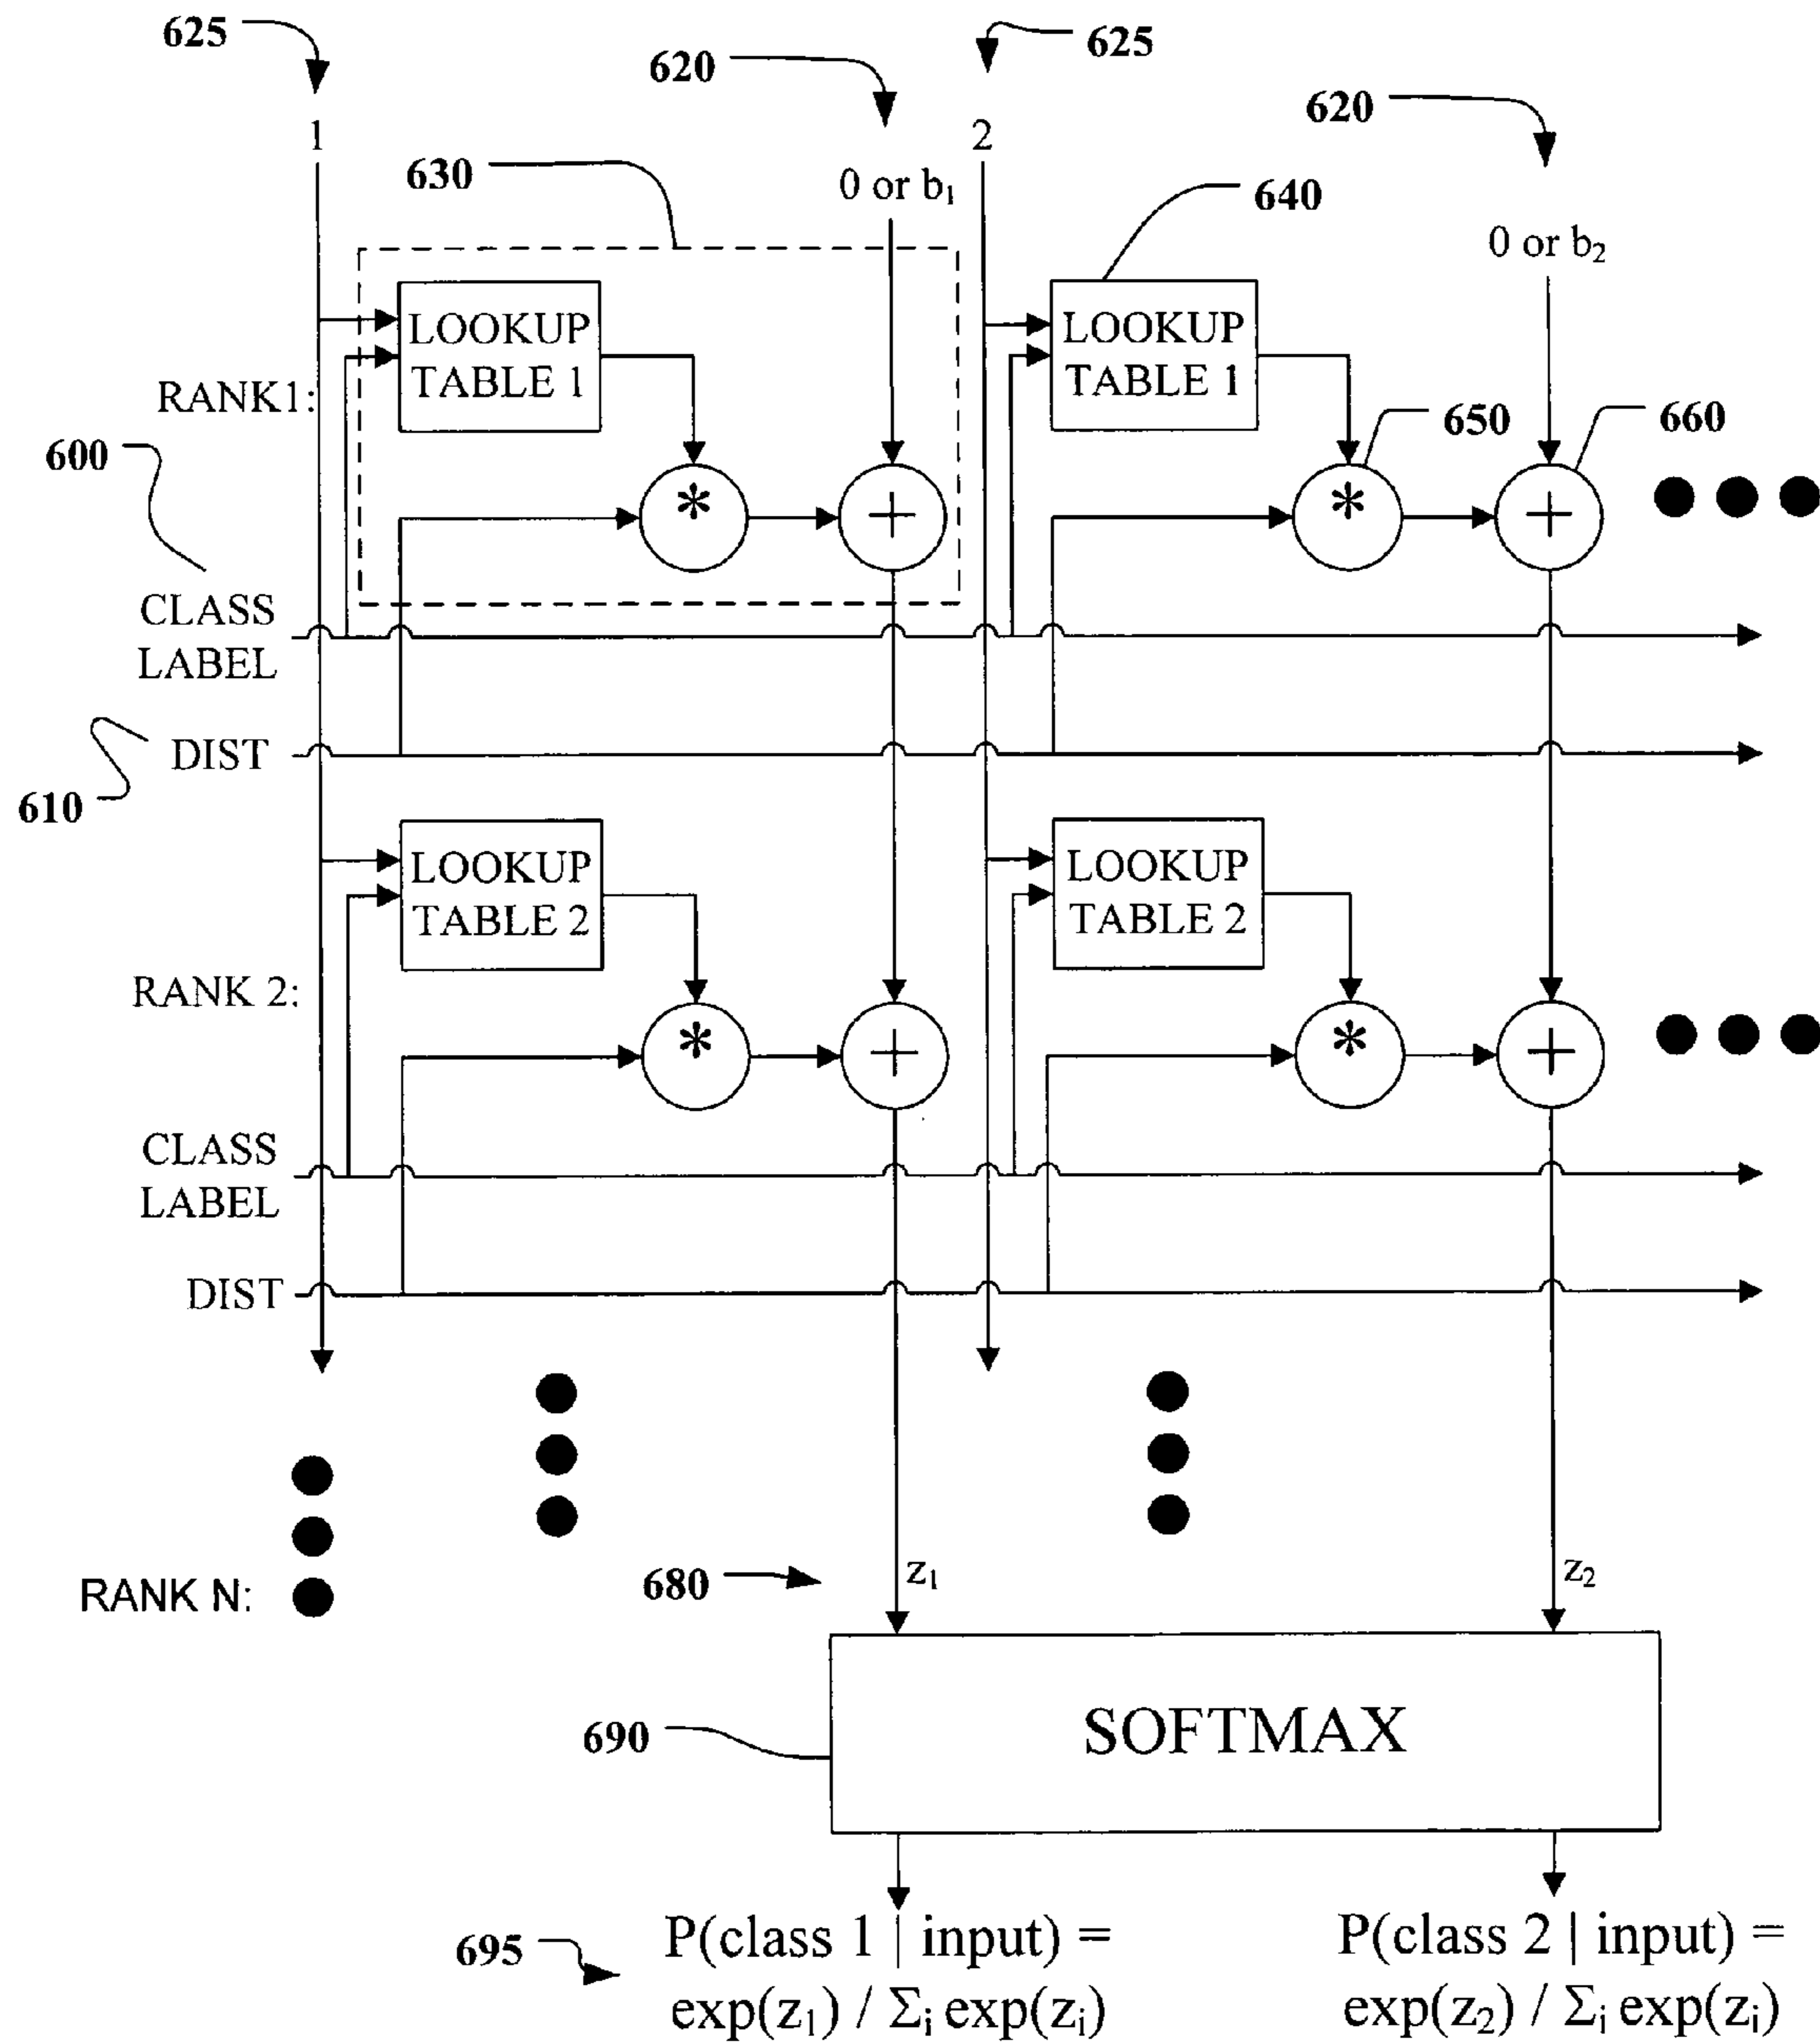 625
625
620
620
1
2
630
0 or b₁
640
0 or b₂
LOOKUP
TABLE 1
LOOKUP
TABLE 1
RANK1:
650
660
600
*
+
*
+
CLASS
LABEL
DIST
610
LOOKUP
TABLE 2
LOOKUP
TABLE 2
RANK 2:
*
+
*
+
CLASS
LABEL
DIST
RANK N:
680
z₁
z₂
690
SOFTMAX
695
P(class 1 | input) =
exp(z₁) / Σᵢ exp(zᵢ)
P(class 2 | input) =
exp(z₂) / Σᵢ exp(zᵢ)